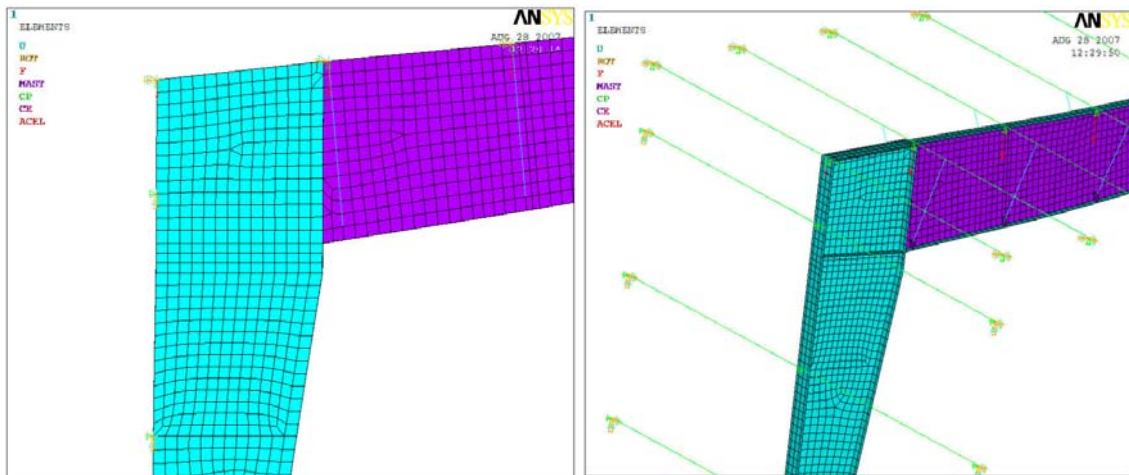 1
ANSYS
ELEMENTS
AUG 28 2007
U
ROT
F
MAST
CP
CE
ACEL
1
ANSYS
ELEMENTS
AUG 28 2007
12:29:50
U
ROT
F
MAST
CP
CE
ACEL